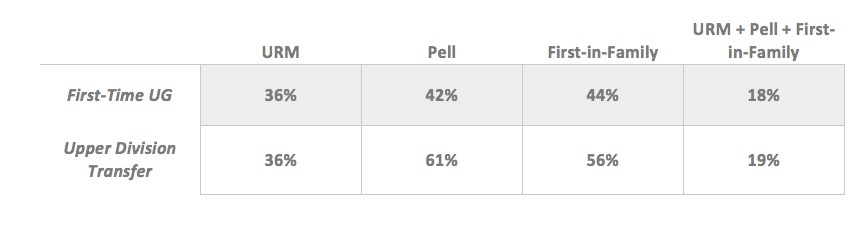 URM Pell First-in-Family URM + Pell + First-
in-Family
First-Time UG 36% 42% 44% 18%
Upper Division
Transfer 36% 61% 56% 19%